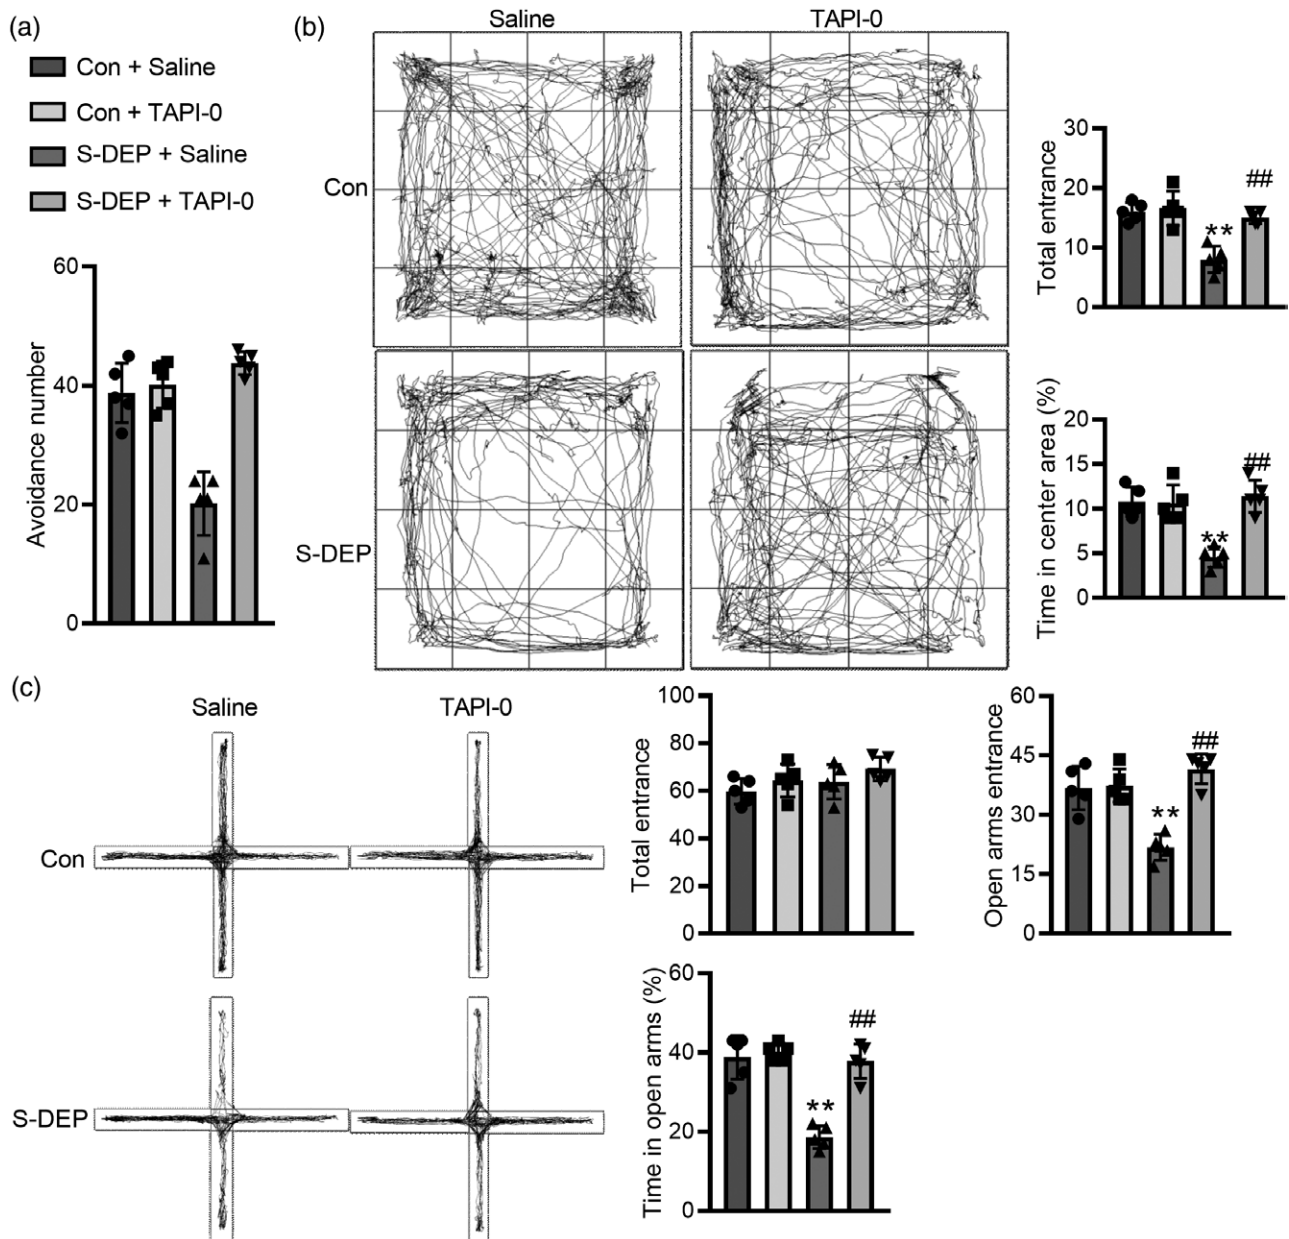 (a)
Con + Saline
Con + TAPI-0
S-DEP + Saline
S-DEP + TAPI-0
60
40
20
0
Avoidance number
(b)
Saline
TAPI-0
Con
S-DEP
30
20
10
0
Total entrance
**
##
20
15
10
5
0
Time in center area (%)
**
##
(c)
Saline
TAPI-0
Con
S-DEP
100
80
60
40
20
0
Total entrance
60
45
30
15
0
Open arms entrance
**
##
60
40
20
0
Time in open arms (%)
**
##